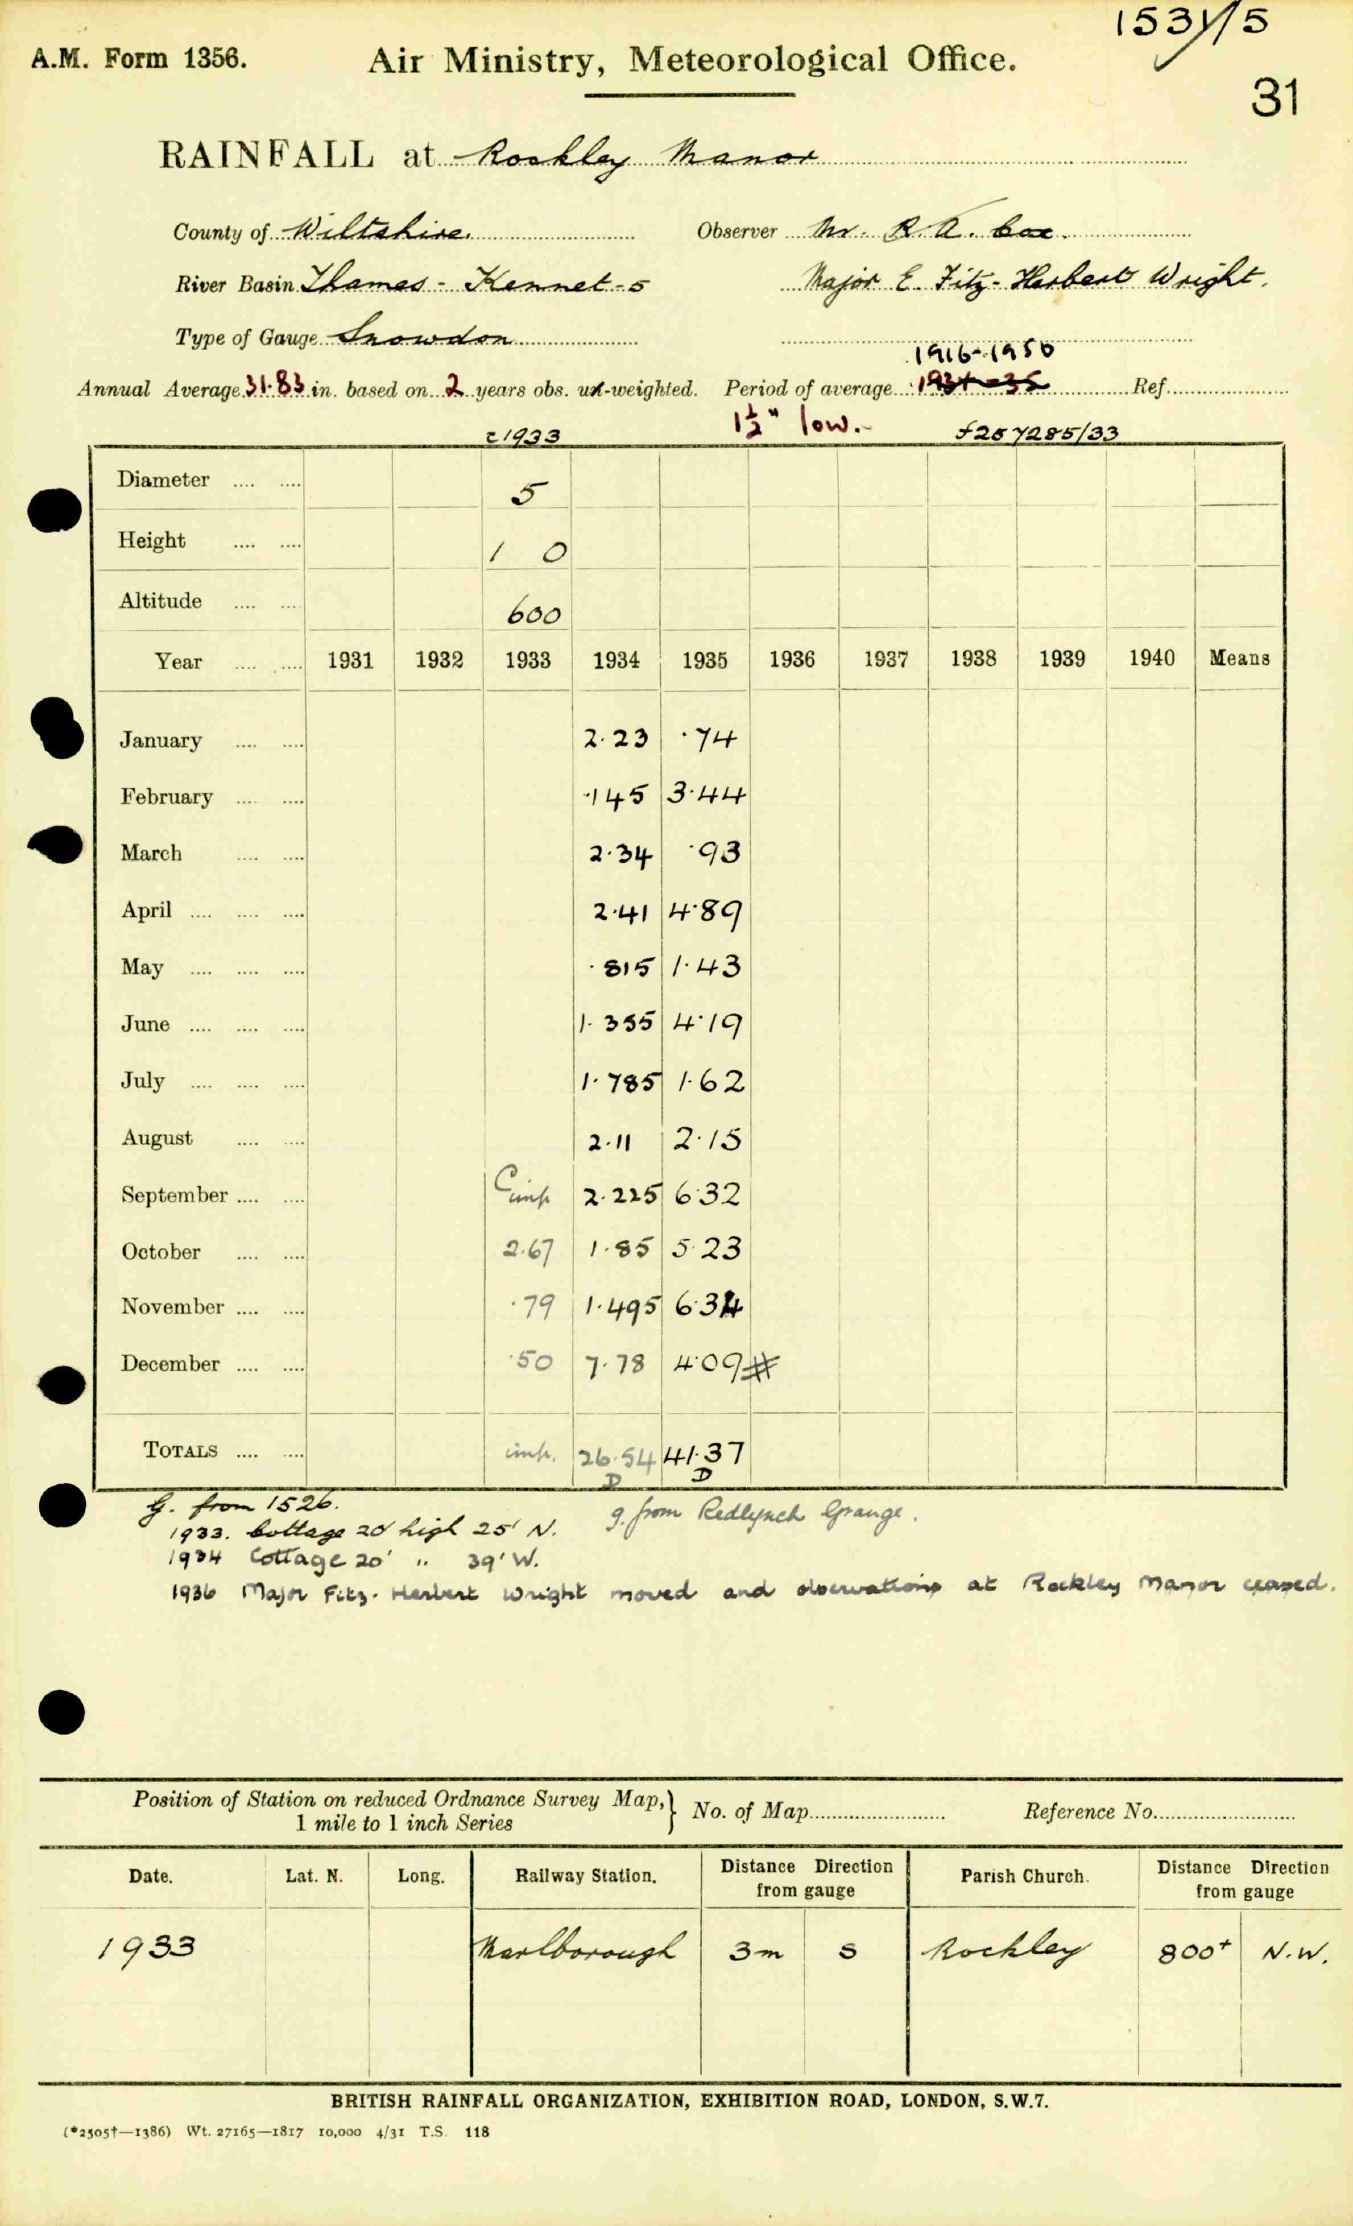 1531/5
A.M. Form 1356. Air Ministry, Meteorological Office.
31
RAINFALL at Rockley Manor
County of Wiltshire. Observer Mr. R. A. Cox.
River Basin Thames - Kennet - 5 Major E. Fitz-Herbert Wright.
Type of Gauge Snowdon
1916-1950
Annual Average 31.83 in. based on 2 years obs. un-weighted. Period of average 1934-35 Ref.
1½" low.
c1933 f257285/33
Diameter 5
Height 1 0
Altitude 600
Year 1931 1932 1933 1934 1935 1936 1937 1938 1939 1940 Means
January 2.23 .74
February .145 3.44
March 2.34 .93
April 2.41 4.89
May .815 1.43
June 1.355 4.19
July 1.785 1.62
August 2.11 2.15
September imp 2.225 6.32
October 2.67 1.85 5.23
November .79 1.495 6.34
December .50 7.78 4.09 #
TOTALS imp. 26.54 41.37
D D
G. from 1526. g. from Redlynch Grange.
1933. Cottage 20' high 25' N.
1934 Cottage 20' " 39' W.
1936 Major Fitz-Herbert Wright moved and observations at Rockley Manor ceased.
Position of Station on reduced Ordnance Survey Map, } No. of Map Reference No.
1 mile to 1 inch Series
Date. Lat. N. Long. Railway Station. Distance Direction from gauge Parish Church. Distance Direction from gauge
1933 Marlborough 3m S Rockley 800+ N.W.
BRITISH RAINFALL ORGANIZATION, EXHIBITION ROAD, LONDON, S.W.7.
(*2505†—1386) Wt. 27165—1817 10,000 4/31 T.S. 118